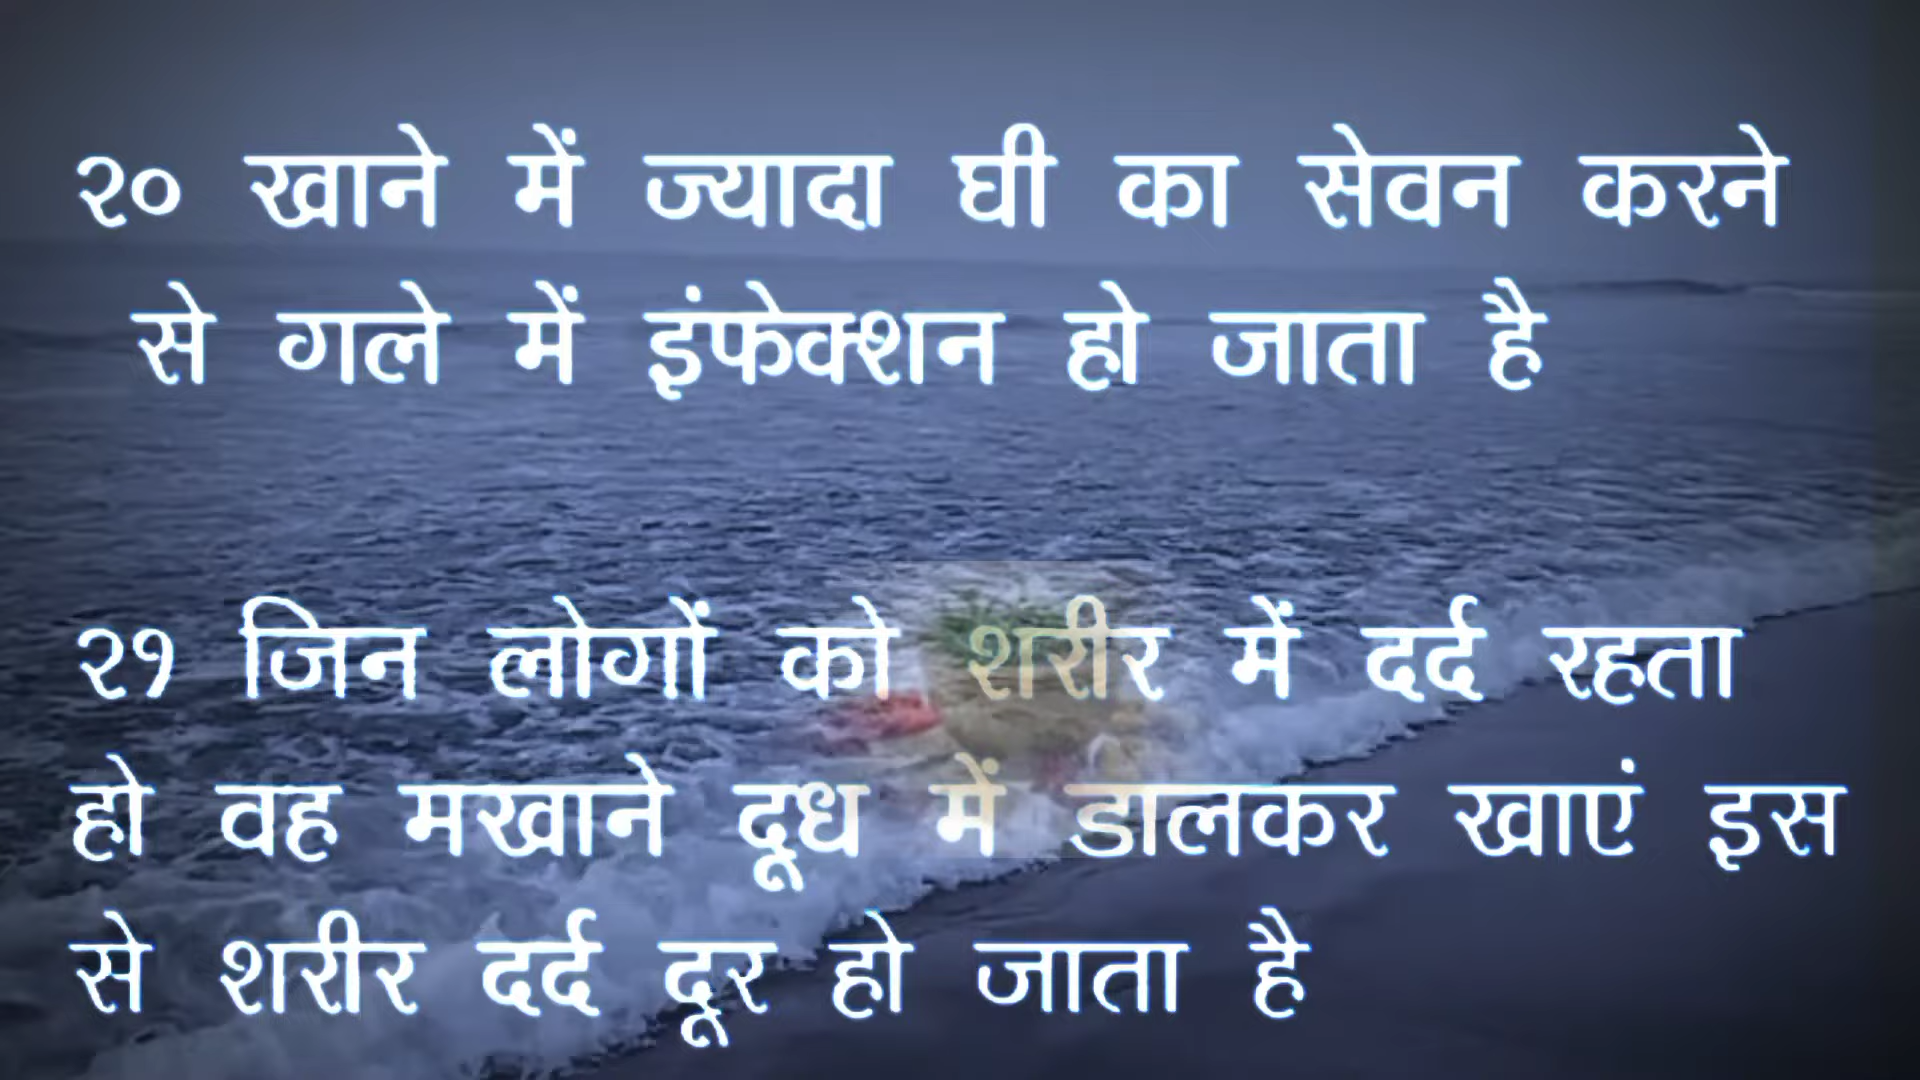 २० खाने में ज्यादा घी का सेवन करने
से गले में इंफेक्शन हो जाता है
२१ जिन लोगों को शरीर में दर्द रहता
हो वह मखाने दूध में डालकर खाएं इस
से शरीर दर्द दूर हो जाता है